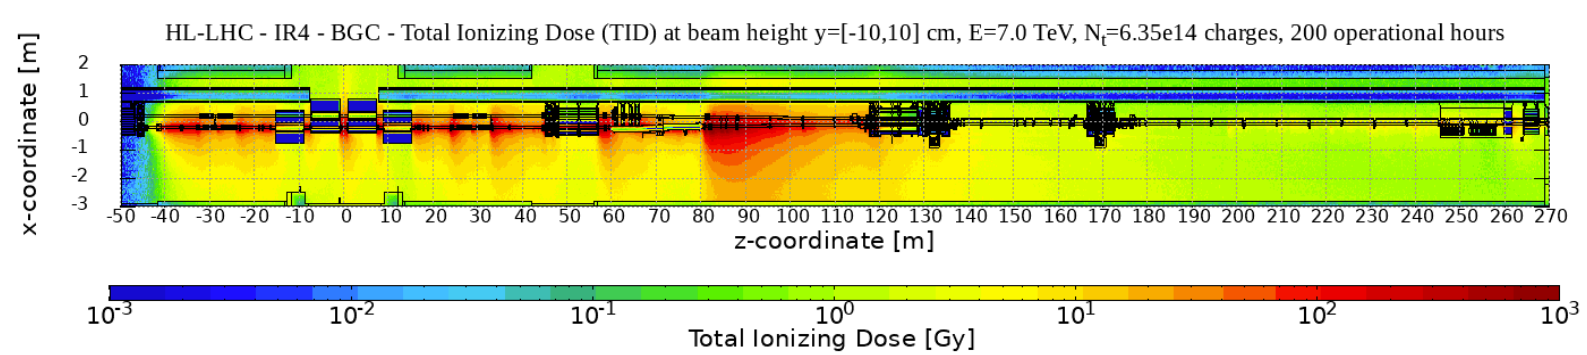 HL-LHC - IR4 - BGC - Total Ionizing Dose (TID) at beam height y=[-10,10] cm, E=7.0 TeV, Nt=6.35e14 charges, 200 operational hours
x-coordinate [m]
2
1
0
-1
-2
-3
-50 -40 -30 -20 -10 0 10 20 30 40 50 60 70 80 90 100 110 120 130 140 150 160 170 180 190 200 210 220 230 240 250 260 270
z-coordinate [m]
10-3 10-2 10-1 100 101 102 103
Total Ionizing Dose [Gy]